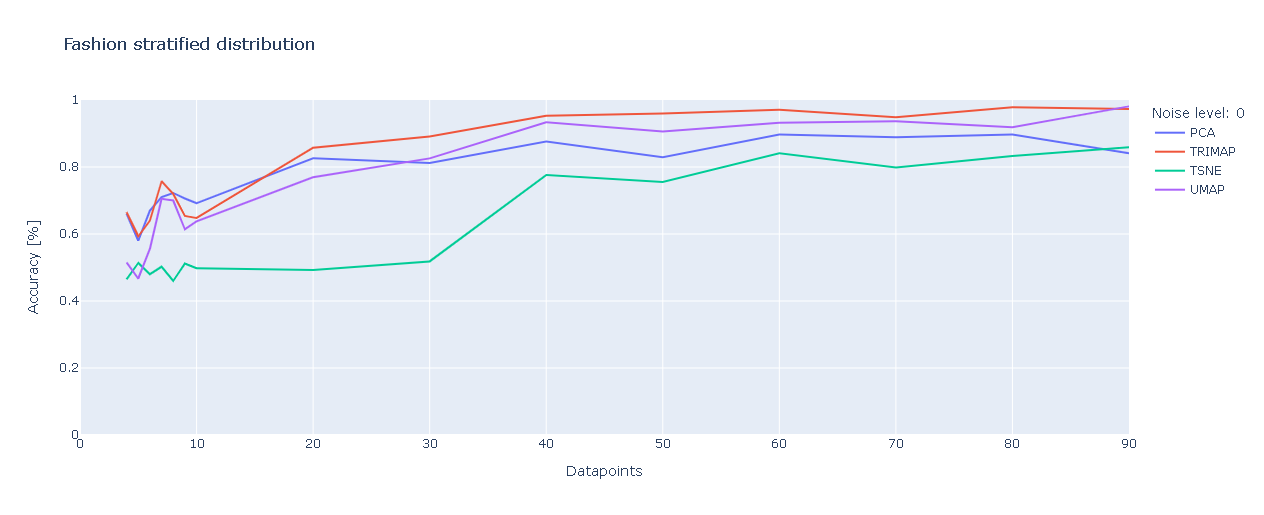 Fashion stratified distribution
Noise level: 0
PCA
TRIMAP
TSNE
UMAP
Accuracy [%]
1
0.8
0.6
0.4
0.2
0
0 10 20 30 40 50 60 70 80 90
Datapoints